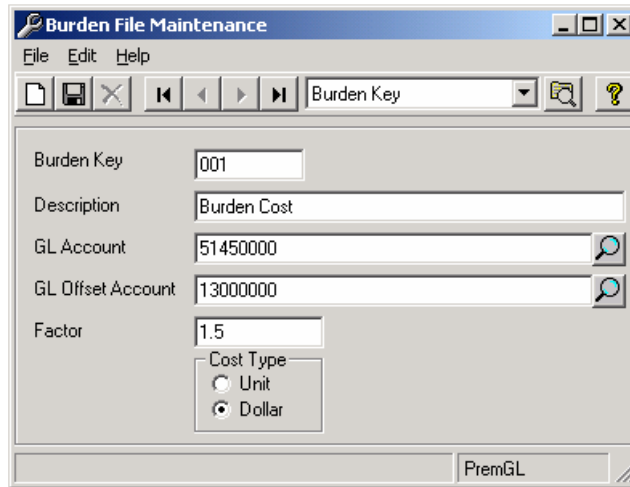 Burden File Maintenance
File Edit Help
Burden Key
?
Burden Key 001
Description Burden Cost
GL Account 51450000
GL Offset Account 13000000
Factor 1.5
Cost Type
Unit
Dollar
PremGL